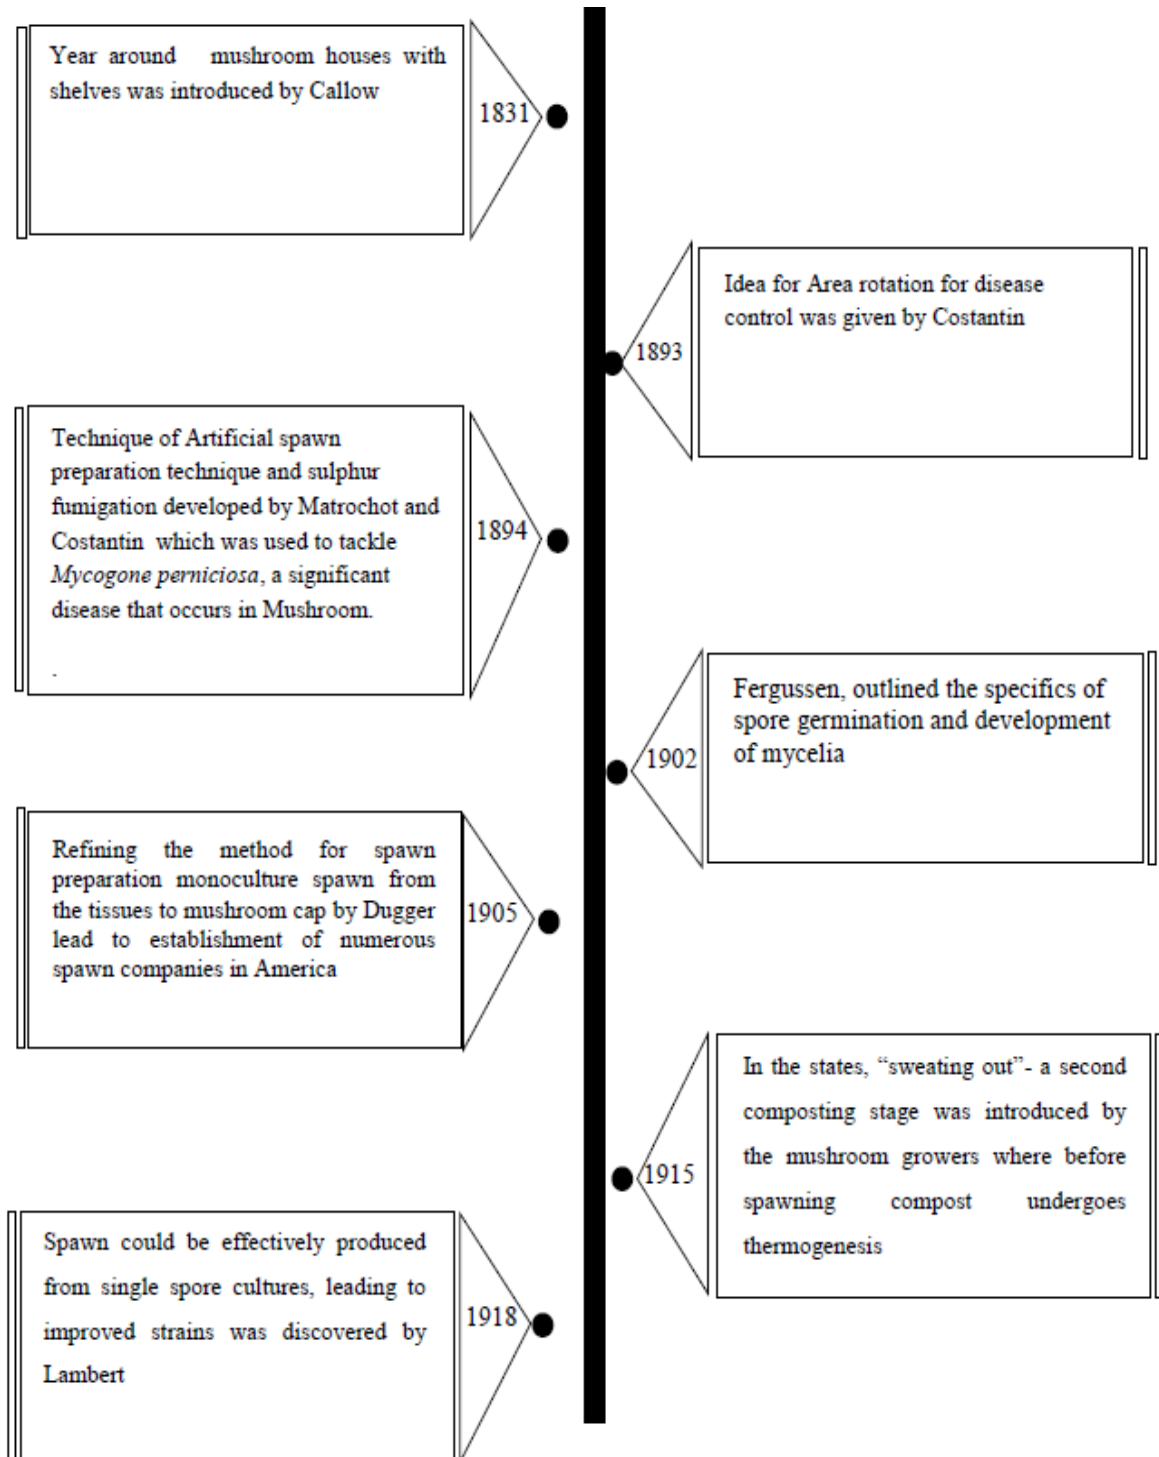 Year around mushroom houses with
shelves was introduced by Callow
1831
Idea for Area rotation for disease
control was given by Costantin
1893
Technique of Artificial spawn
preparation technique and sulphur
fumigation developed by Matrochot and
Costantin which was used to tackle
Mycogone perniciosa, a significant
disease that occurs in Mushroom.
.
1894
Fergussen, outlined the specifics of
spore germination and development
of mycelia
1902
Refining the method for spawn
preparation monoculture spawn from
the tissues to mushroom cap by Dugger
lead to establishment of numerous
spawn companies in America
1905
In the states, “sweating out”- a second
composting stage was introduced by
the mushroom growers where before
spawning compost undergoes
thermogenesis
1915
Spawn could be effectively produced
from single spore cultures, leading to
improved strains was discovered by
Lambert
1918